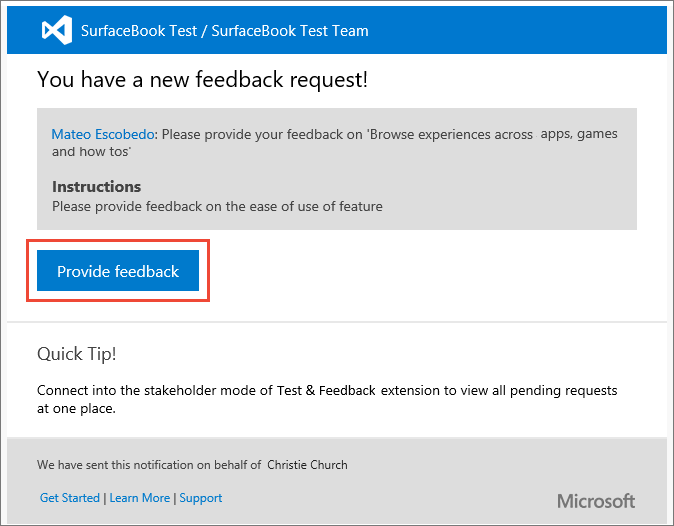 SurfaceBook Test / SurfaceBook Test Team
You have a new feedback request!
Mateo Escobedo: Please provide your feedback on 'Browse experiences across apps, games
and how tos'
Instructions
Please provide feedback on the ease of use of feature
Provide feedback
Quick Tip!
Connect into the stakeholder mode of Test & Feedback extension to view all pending requests
at one place.
We have sent this notification on behalf of Christie Church
Get Started | Learn More | Support
Microsoft